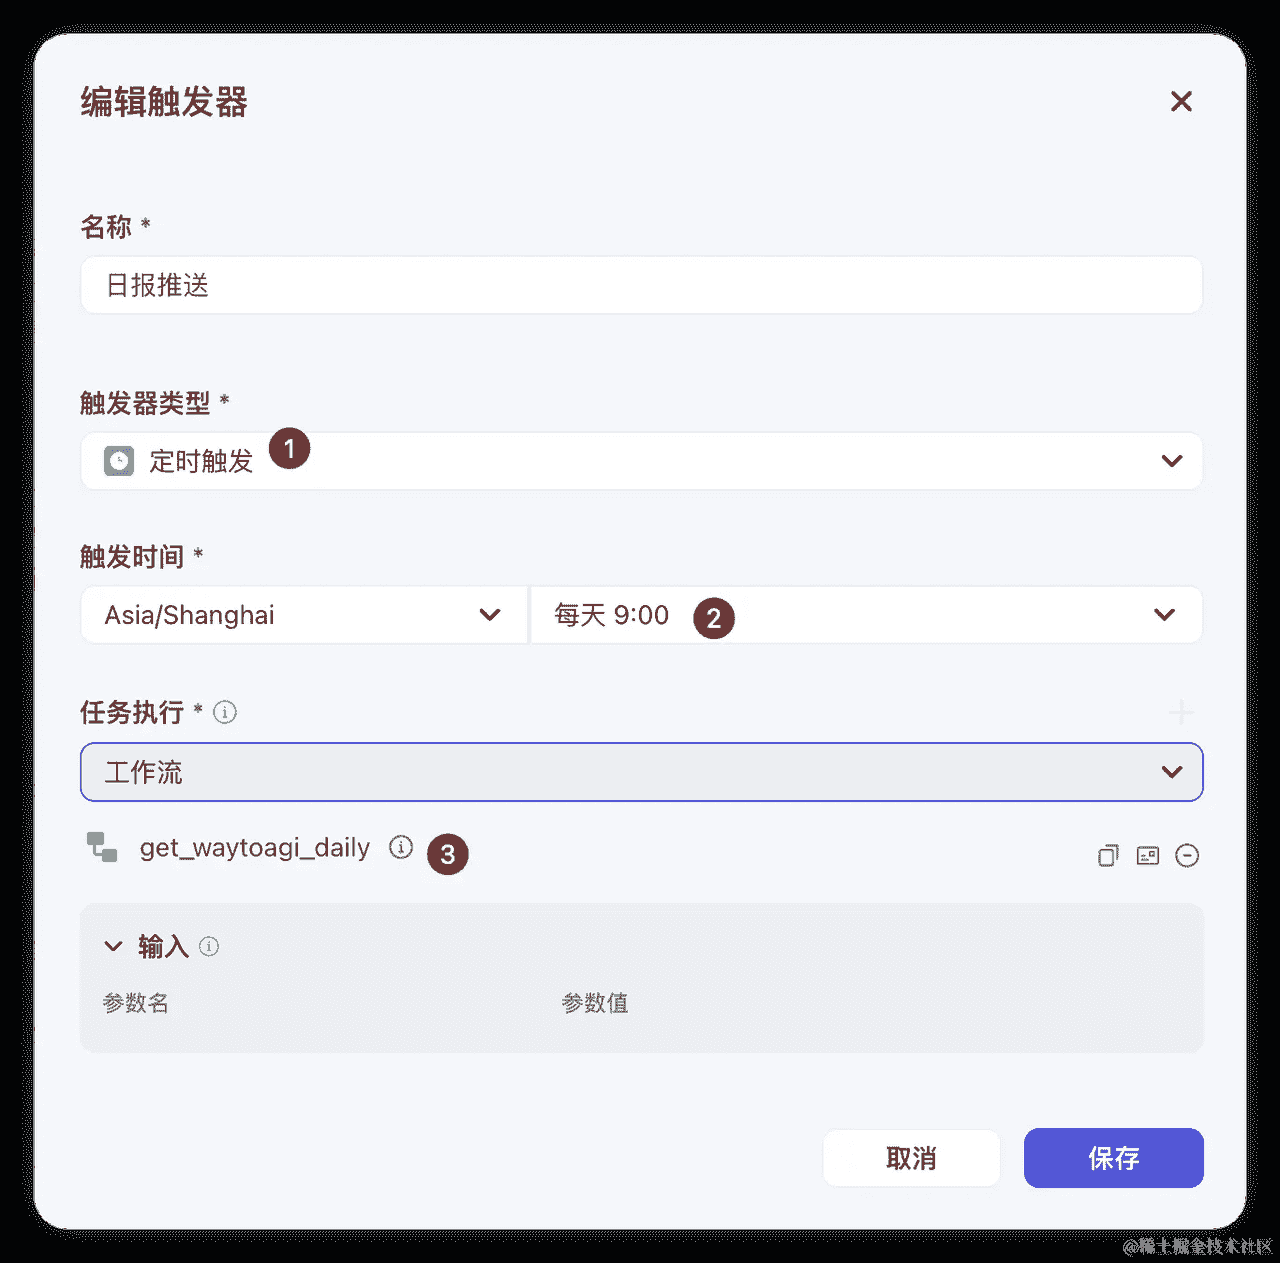 编辑触发器
名称 *
日报推送
触发器类型 *
定时触发 1
触发时间 *
Asia/Shanghai 每天 9:00 2
任务执行 *
工作流
get_waytoagi_daily 3
输入
参数名 参数值
取消 保存
@稀土掘金技术社区